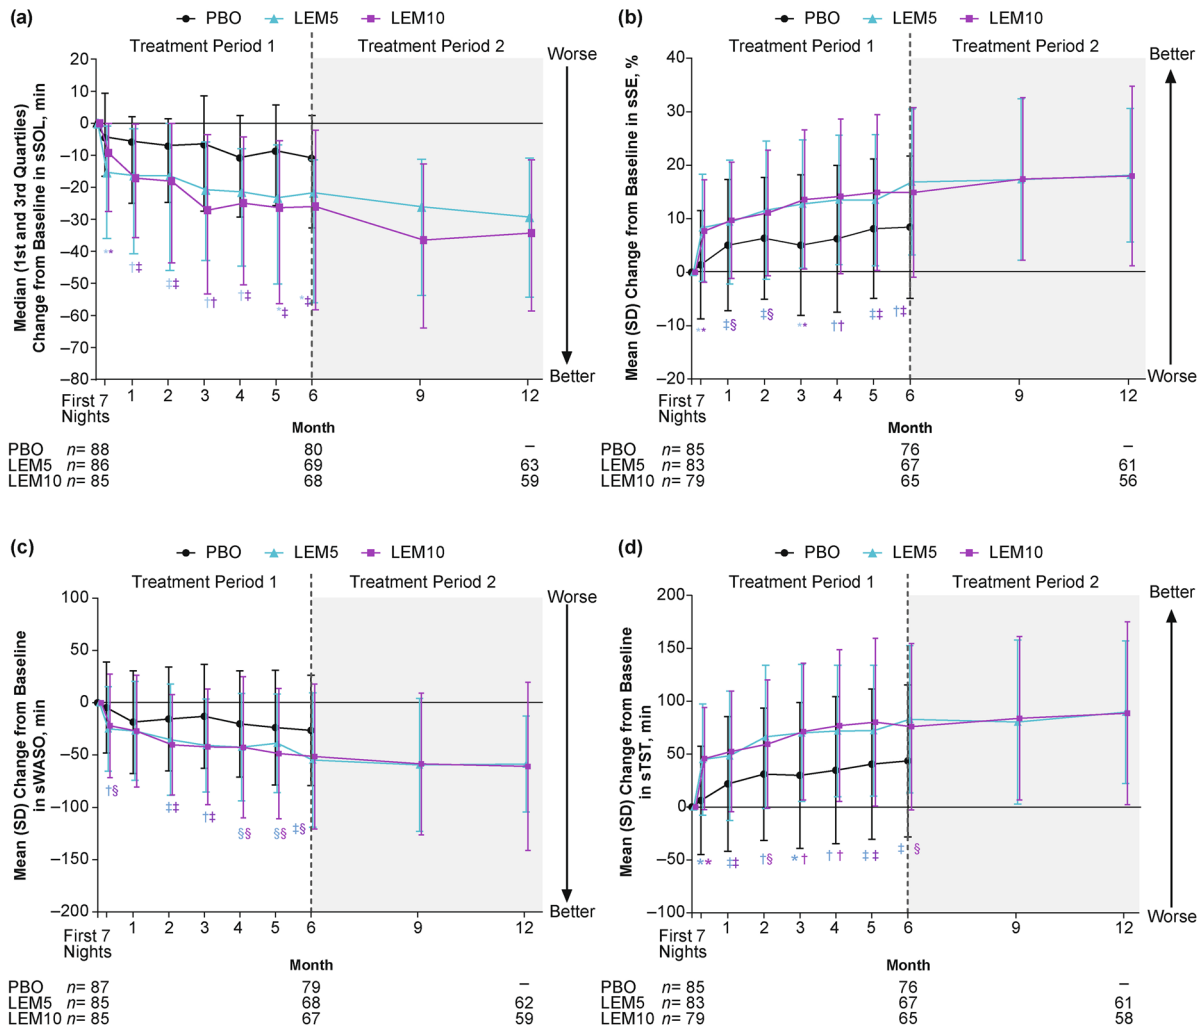 (a)
PBO LEM5 LEM10
Treatment Period 1 Treatment Period 2
Worse
Median (1st and 3rd Quartiles)
Change from Baseline in sSOL, min
20
10
0
–10
–20
–30
–40
–50
–60
–70
–80
** †‡ ‡‡ †† †‡ *‡ *‡
Better
First 7
Nights
1 2 3 4 5 6 9 12
Month
PBO n= 88 80 –
LEM5 n= 86 69 63
LEM10 n= 85 68 59
(b)
PBO LEM5 LEM10
Treatment Period 1 Treatment Period 2
Better
Mean (SD) Change from Baseline in sSE, %
40
30
20
10
0
–10
–20
** ‡§ ‡§ ** †† ‡‡ †‡
Worse
First 7
Nights
1 2 3 4 5 6 9 12
Month
PBO n= 85 76 –
LEM5 n= 83 67 61
LEM10 n= 79 65 56
(c)
PBO LEM5 LEM10
Treatment Period 1 Treatment Period 2
Worse
Mean (SD) Change from Baseline
in sWASO, min
100
50
0
–50
–100
–150
–200
†§ ‡‡ †‡ §§ §§ ‡§
Better
First 7
Nights
1 2 3 4 5 6 9 12
Month
PBO n= 87 79 –
LEM5 n= 85 68 62
LEM10 n= 85 67 59
(d)
PBO LEM5 LEM10
Treatment Period 1 Treatment Period 2
Better
Mean (SD) Change from Baseline
in sTST, min
200
150
100
50
0
–50
–100
** ‡‡ †§ *† †† ‡‡ ‡ §
Worse
First 7
Nights
1 2 3 4 5 6 9 12
Month
PBO n= 85 76 –
LEM5 n= 83 67 61
LEM10 n= 79 65 58